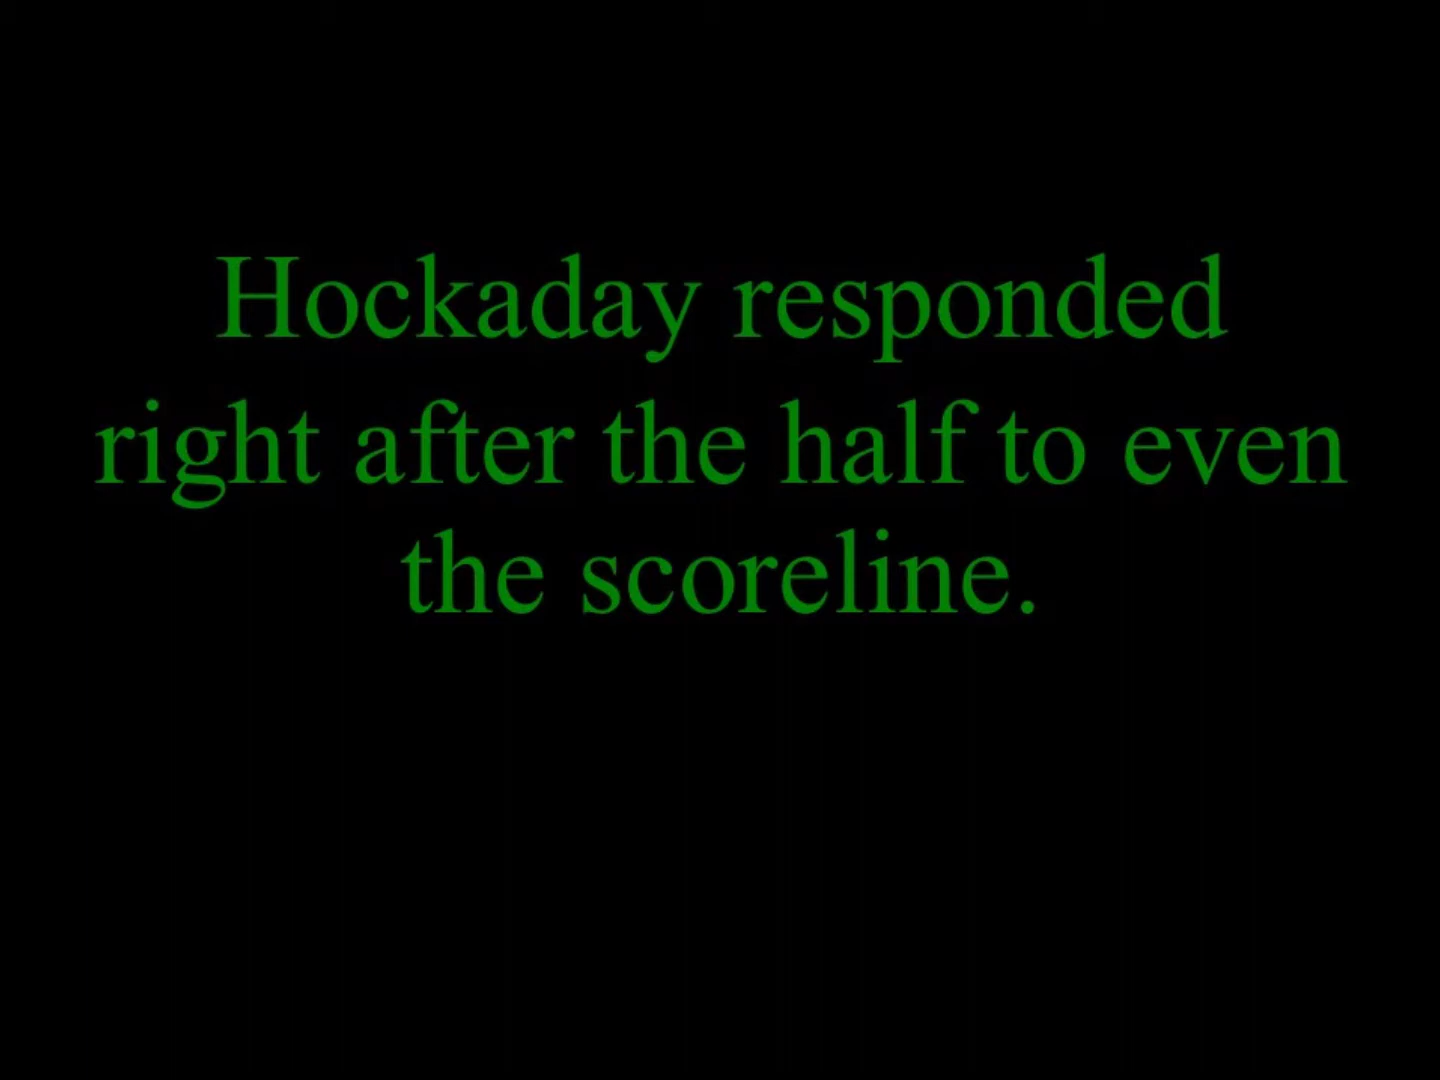 Hockaday responded
right after the half to even
the scoreline.